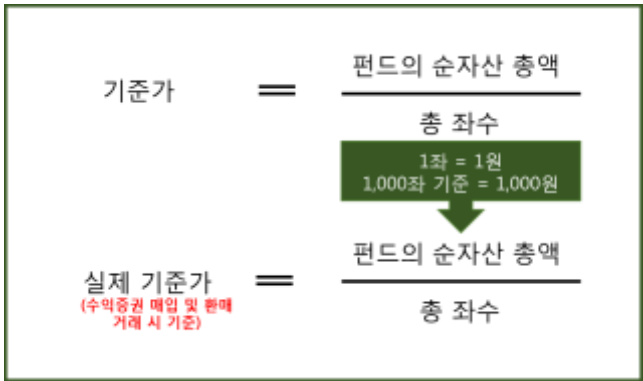 펀드의 순자산 총액
기준가 =
총 좌수
1좌 = 1원
1,000좌 기준 = 1,000원
펀드의 순자산 총액
실제 기준가 =
(수익증권 매입 및 환매
거래 시 기준)
총 좌수